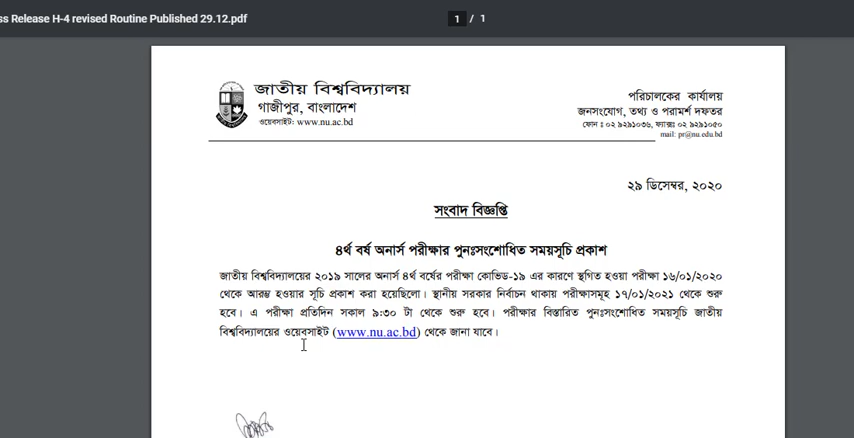 ss Release H-4 revised Routine Published 29.12.pdf
1 / 1
জাতীয় বিশ্ববিদ্যালয়
গাজীপুর, বাংলাদেশ
ওয়েবসাইট: www.nu.ac.bd
পরিচালকের কার্যালয়
জনসংযোগ, তথ্য ও পরামর্শ দফতর
ফোন : ০২ ৯২৯১০৩৬, ফ্যাক্সঃ ০২ ৯২৯১০৫০
mail: pr@nu.edu.bd
২৯ ডিসেম্বর, ২০২০
সংবাদ বিজ্ঞপ্তি
৪র্থ বর্ষ অনার্স পরীক্ষার পুনঃসংশোধিত সময়সূচি প্রকাশ
জাতীয় বিশ্ববিদ্যালয়ের ২০১৯ সালের অনার্স ৪র্থ বর্ষের পরীক্ষা কোভিড-১৯ এর কারণে স্থগিত হওয়া পরীক্ষা ১৬/০১/২০২০
থেকে আরম্ভ হওয়ার সূচি প্রকাশ করা হয়েছিলো। স্থানীয় সরকার নির্বাচন থাকায় পরীক্ষাসমূহ ১৭/০১/২০২১ থেকে শুরু
হবে। এ পরীক্ষা প্রতিদিন সকাল ৯:৩০ টা থেকে শুরু হবে। পরীক্ষার বিস্তারিত পুনঃসংশোধিত সময়সূচি জাতীয়
বিশ্ববিদ্যালয়ের ওয়েবসাইট (www.nu.ac.bd) থেকে জানা যাবে।